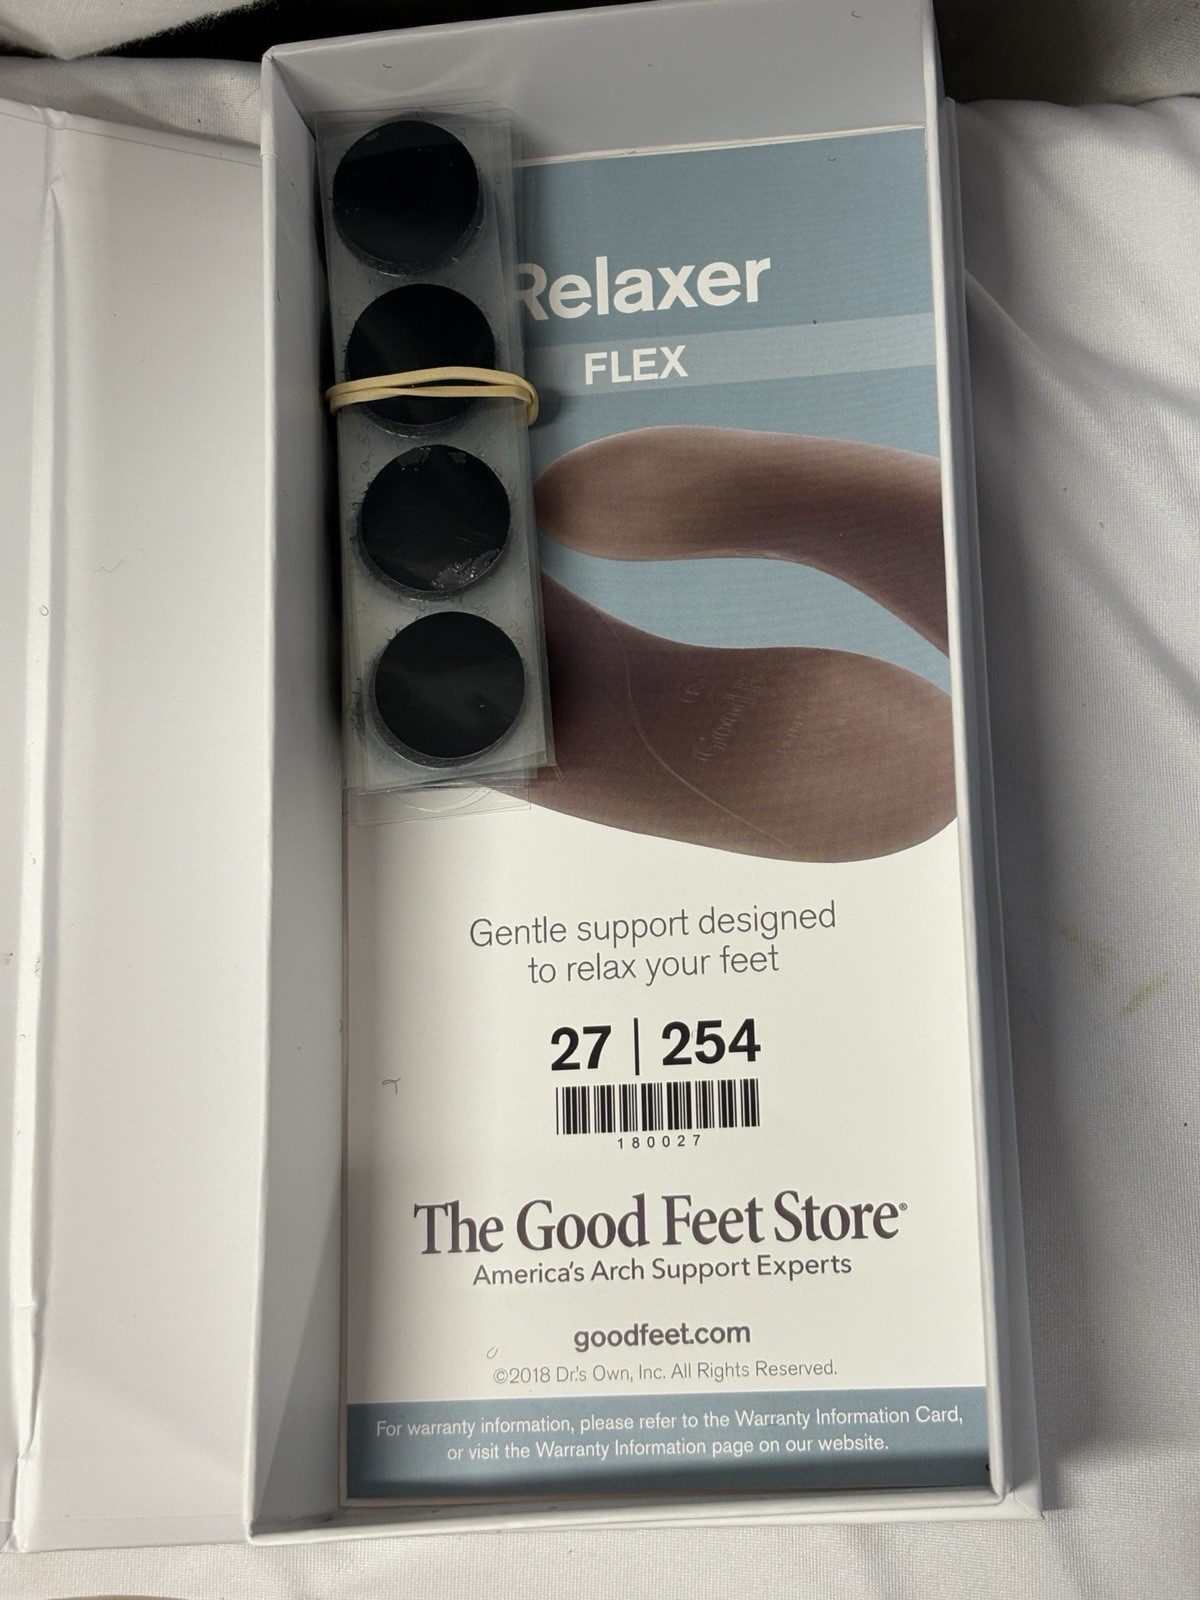 Relaxer
FLEX
Gentle support designed
to relax your feet
27 | 254
180027
The Good Feet Store®
America's Arch Support Experts
goodfeet.com
©2018 Dr.'s Own, Inc. All Rights Reserved.
For warranty information, please refer to the Warranty Information Card,
or visit the Warranty Information page on our website.